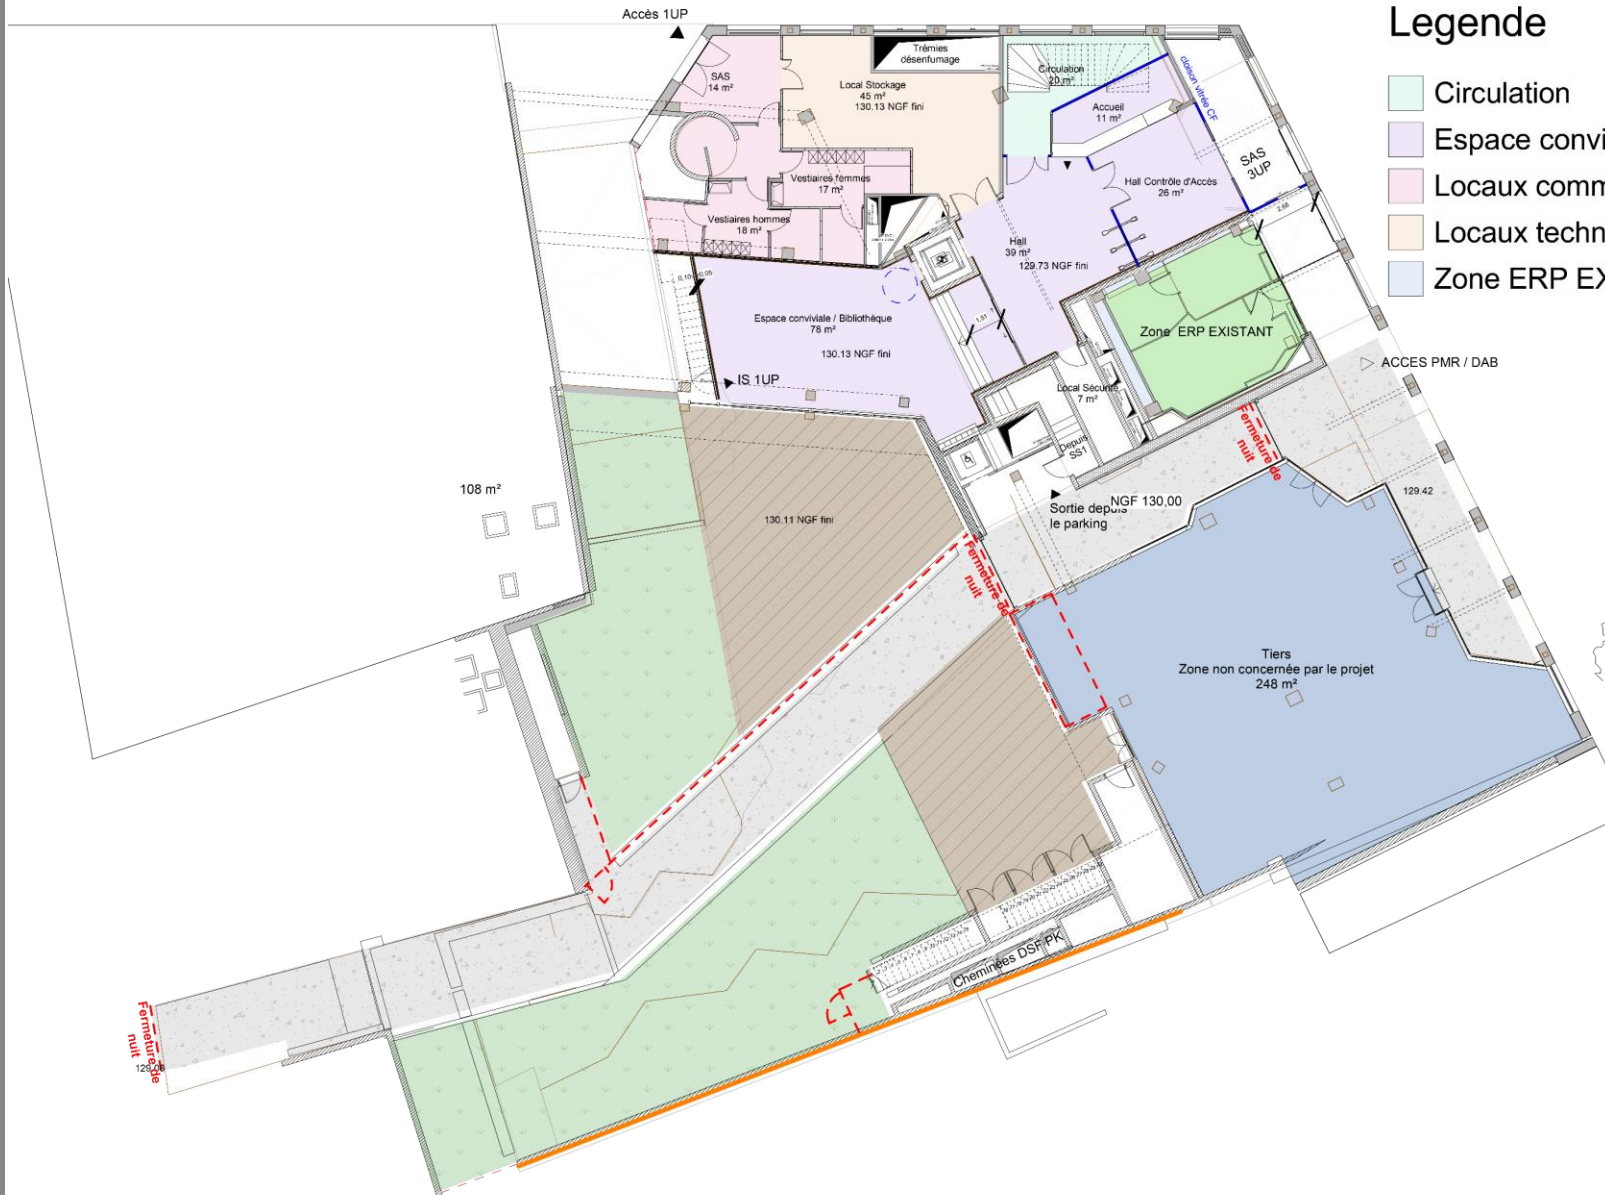 Accès 1UP
Legende
Circulation
Espace convi
Locaux comm
Locaux techn
Zone ERP EX
Trémies
désenfumage
SAS
14 m²
Local Stockage
45 m²
130.13 NGF fini
Circulation
20 m²
cloison vitrée CF
Accueil
11 m²
SAS
3UP
Vestiaires femmes
17 m²
Hall Contrôle d'Accès
26 m²
2.66
Vestiaires hommes
18 m²
Hall
39 m²
129.73 NGF fini
Espace conviviale / Bibliothèque
78 m²
130.13 NGF fini
1.51
Zone ERP EXISTANT
ACCES PMR / DAB
IS 1UP
Local Sécurité
7 m²
Depuis
SS1
Fermeture de
nuit
108 m²
129.42
NGF 130,00
Sortie depuis
le parking
130.11 NGF fini
Fermeture de
nuit
Tiers
Zone non concernée par le projet
248 m²
Cheminées DSF PK
Fermeture de
nuit